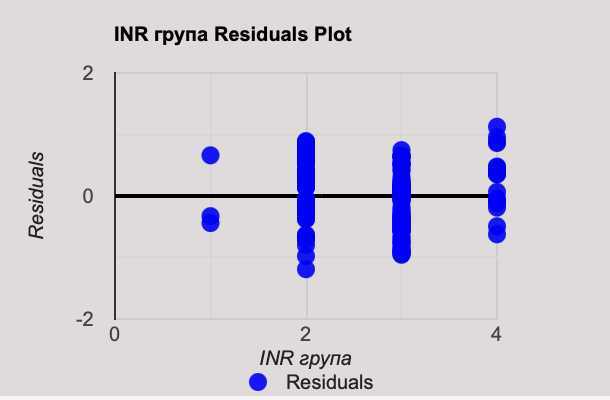 INR група Residuals Plot
2
0
-2
Residuals
0 2 4
INR група
Residuals